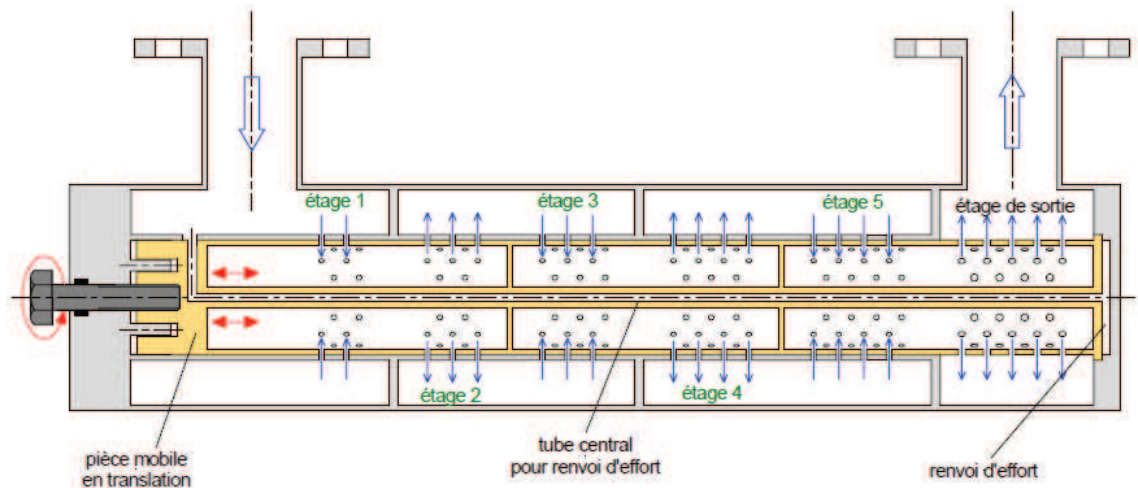 étage 1
étage 3
étage 5
étage de sortie
étage 2
étage 4
pièce mobile
en translation
tube central
pour renvoi d'effort
renvoi d'effort